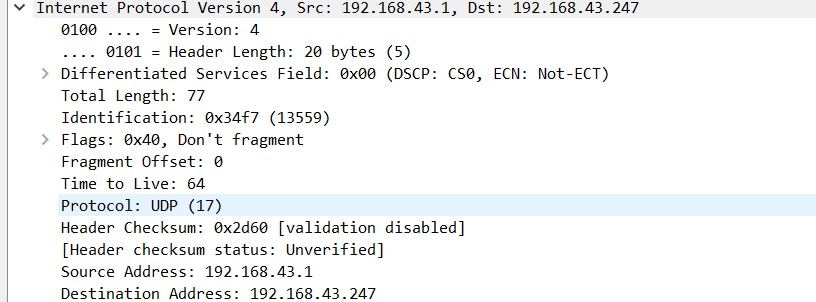 Internet Protocol Version 4, Src: 192.168.43.1, Dst: 192.168.43.247
0100 .... = Version: 4
.... 0101 = Header Length: 20 bytes (5)
Differentiated Services Field: 0x00 (DSCP: CS0, ECN: Not-ECT)
Total Length: 77
Identification: 0x34f7 (13559)
Flags: 0x40, Don't fragment
Fragment Offset: 0
Time to Live: 64
Protocol: UDP (17)
Header Checksum: 0x2d60 [validation disabled]
[Header checksum status: Unverified]
Source Address: 192.168.43.1
Destination Address: 192.168.43.247